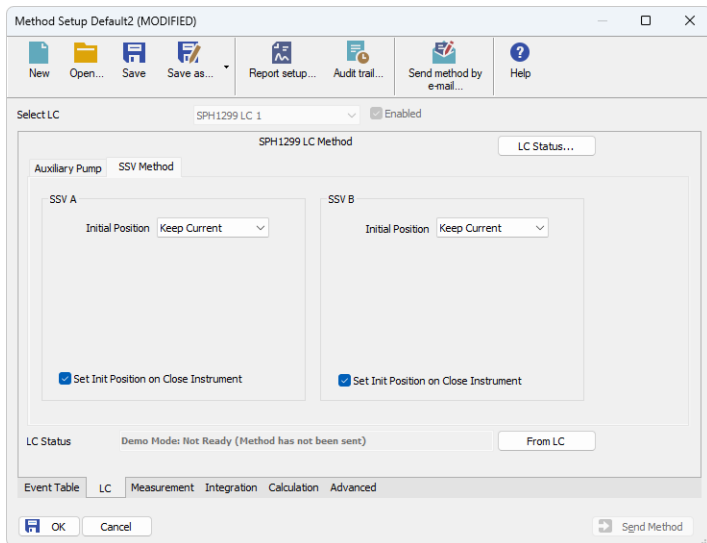 Method Setup Default2 (MODIFIED)
New Open... Save Save as... Report setup... Audit trail... Send method by e-mail... Help
Select LC SPH1299 LC 1 Enabled
SPH1299 LC Method LC Status...
Auxiliary Pump SSV Method
SSV A SSV B
Initial Position Keep Current Initial Position Keep Current
Set Init Position on Close Instrument Set Init Position on Close Instrument
LC Status Demo Mode: Not Ready (Method has not been sent) From LC
Event Table LC Measurement Integration Calculation Advanced
OK Cancel Send Method